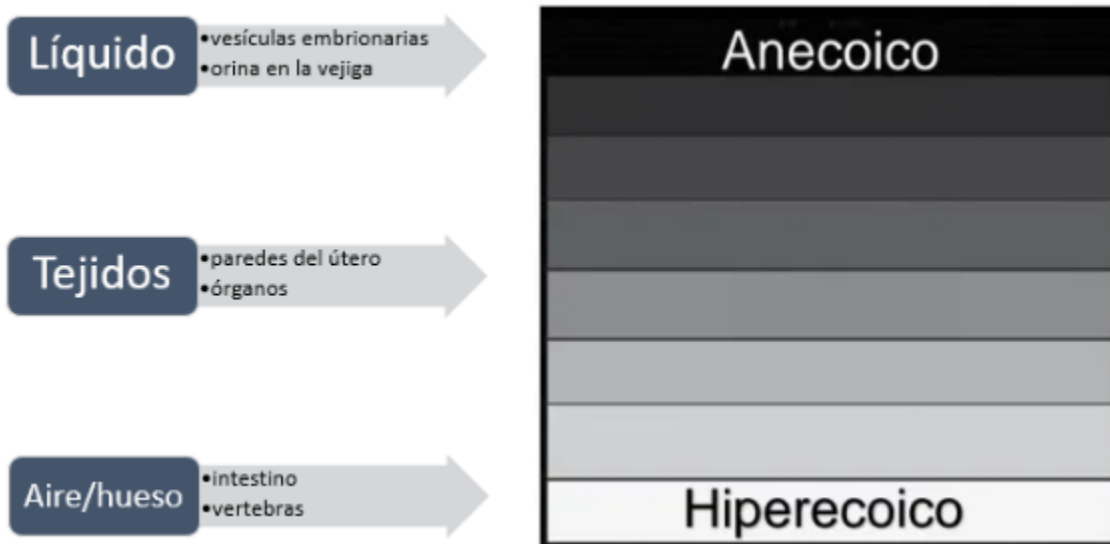 Líquido
•vesículas embrionarias
•orina en la vejiga
Anecoico
Tejidos
•paredes del útero
•órganos
Aire/hueso
•intestino
•vertebras
Hiperecoico